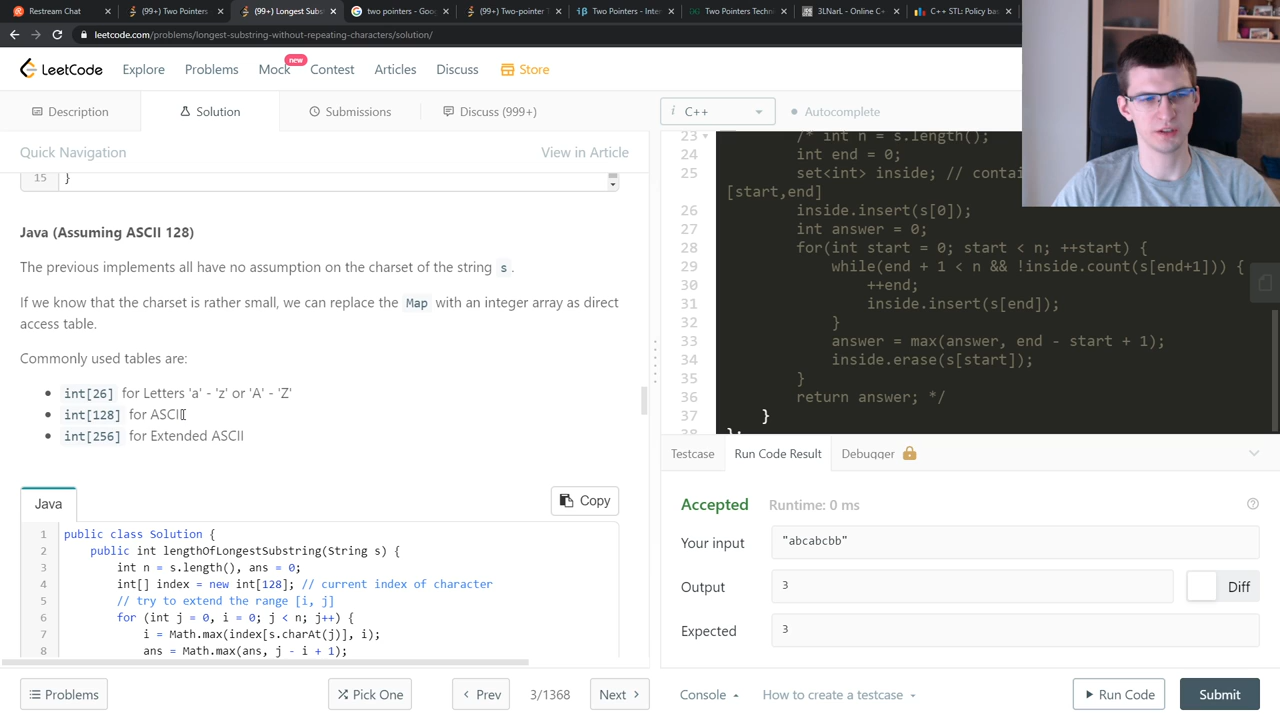 Restream Chat
(99+) Two Pointers
(99+) Longest Subs
two pointers - Goo
(99+) Two-pointer T
Two Pointers - Inte
Two Pointers Techn
3LNarL - Online C+
C++ STL: Policy bas
leetcode.com/problems/longest-substring-without-repeating-characters/solution/
LeetCode Explore Problems Mock new Contest Articles Discuss Store
Description Solution Submissions Discuss (999+)
i C++ Autocomplete
Quick Navigation View in Article
15 }
Java (Assuming ASCII 128)
The previous implements all have no assumption on the charset of the string s .
If we know that the charset is rather small, we can replace the Map with an integer array as direct
access table.
Commonly used tables are:
int[26] for Letters 'a' - 'z' or 'A' - 'Z'
int[128] for ASCII
int[256] for Extended ASCII
Java Copy
1 public class Solution {
2 public int lengthOfLongestSubstring(String s) {
3 int n = s.length(), ans = 0;
4 int[] index = new int[128]; // current index of character
5 // try to extend the range [i, j]
6 for (int j = 0, i = 0; j < n; j++) {
7 i = Math.max(index[s.charAt(j)], i);
8 ans = Math.max(ans, j - i + 1);
23 /* int n = s.length();
24 int end = 0;
25 set<int> inside; // contai
[start,end]
26 inside.insert(s[0]);
27 int answer = 0;
28 for(int start = 0; start < n; ++start) {
29 while(end + 1 < n && !inside.count(s[end+1])) {
30 ++end;
31 inside.insert(s[end]);
32 }
33 answer = max(answer, end - start + 1);
34 inside.erase(s[start]);
35 }
36 return answer; */
37 }
38 };
Testcase Run Code Result Debugger
Accepted Runtime: 0 ms
Your input "abcabcbb"
Output 3 Diff
Expected 3
Problems Pick One Prev 3/1368 Next Console How to create a testcase Run Code Submit